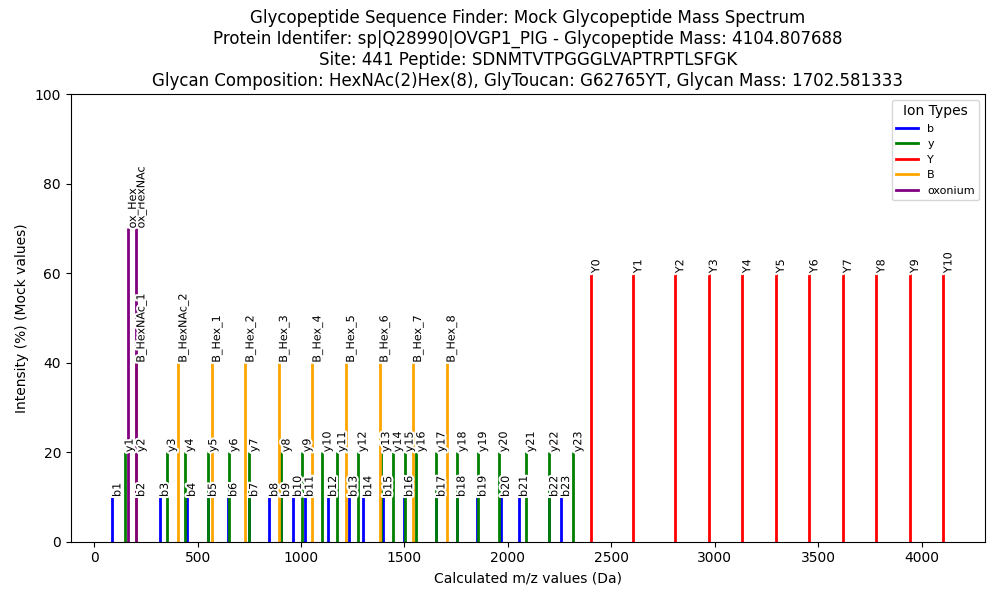 Glycopeptide Sequence Finder: Mock Glycopeptide Mass Spectrum
Protein Identifer: sp|Q28990|OVGP1_PIG - Glycopeptide Mass: 4104.807688
Site: 441 Peptide: SDNMTVTPGGGLVAPTRPTLSFGK
Glycan Composition: HexNAc(2)Hex(8), GlyToucan: G62765YT, Glycan Mass: 1702.581333
Intensity (%) (Mock values)
100
80
60
40
20
0
Ion Types
b
y
Y
B
oxonium
ox_Hex
ox_HexNAc
Y0
Y1
Y2
Y3
Y4
Y5
Y6
Y7
Y8
Y9
Y10
B_HexNAc_1
B_HexNAc_2
B_Hex_1
B_Hex_2
B_Hex_3
B_Hex_4
B_Hex_5
B_Hex_6
B_Hex_7
B_Hex_8
y1
y2
y3
y4
y5
y6
y7
y8
y9
y10
y11
y12
y13
y14
y15
y16
y17
y18
y19
y20
y21
y22
y23
b1
b2
b3
b4
b5
b6
b7
b8
b9
b10
b11
b12
b13
b14
b15
b16
b17
b18
b19
b20
b21
b22
b23
0
500
1000
1500
2000
2500
3000
3500
4000
Calculated m/z values (Da)